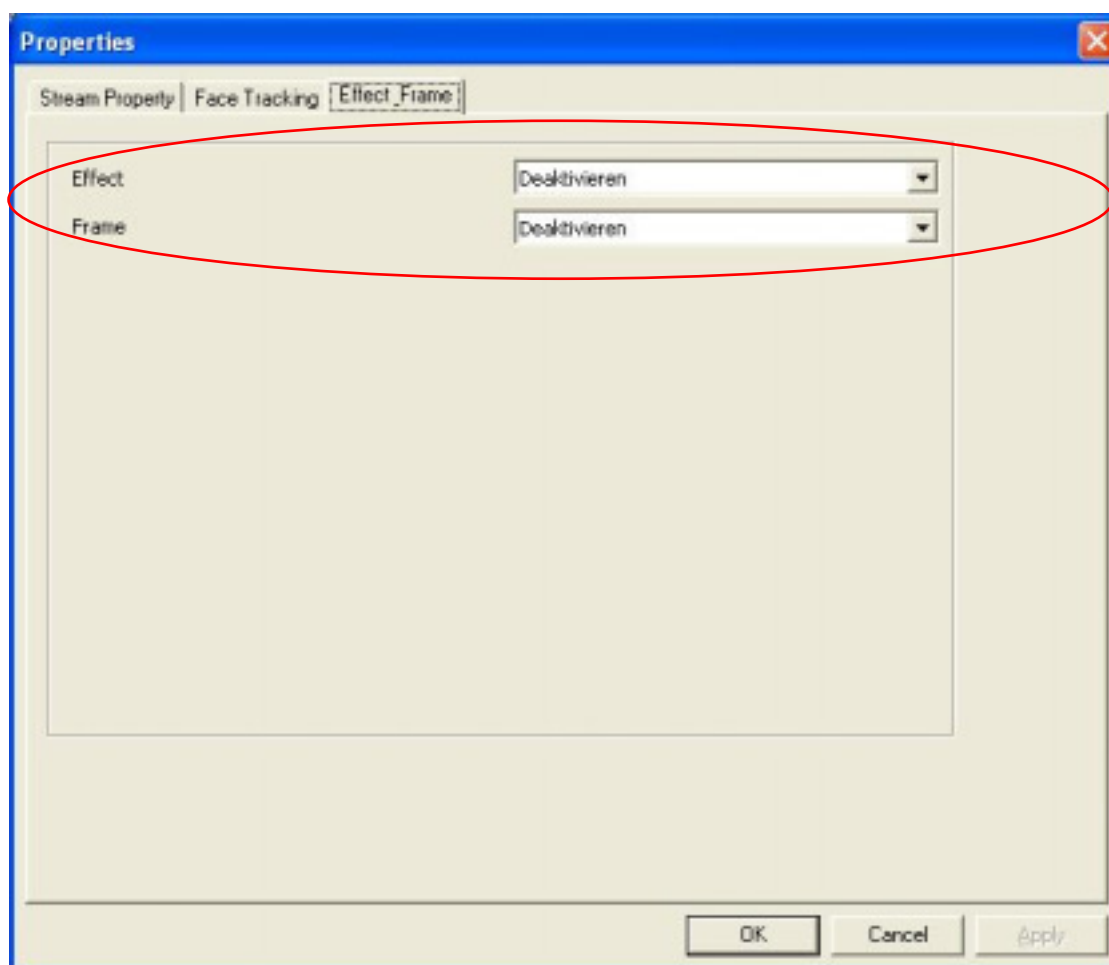 Properties
Stream Property Face Tracking Effect_Frame
Effect Deaktivieren
Frame Deaktivieren
OK Cancel Apply